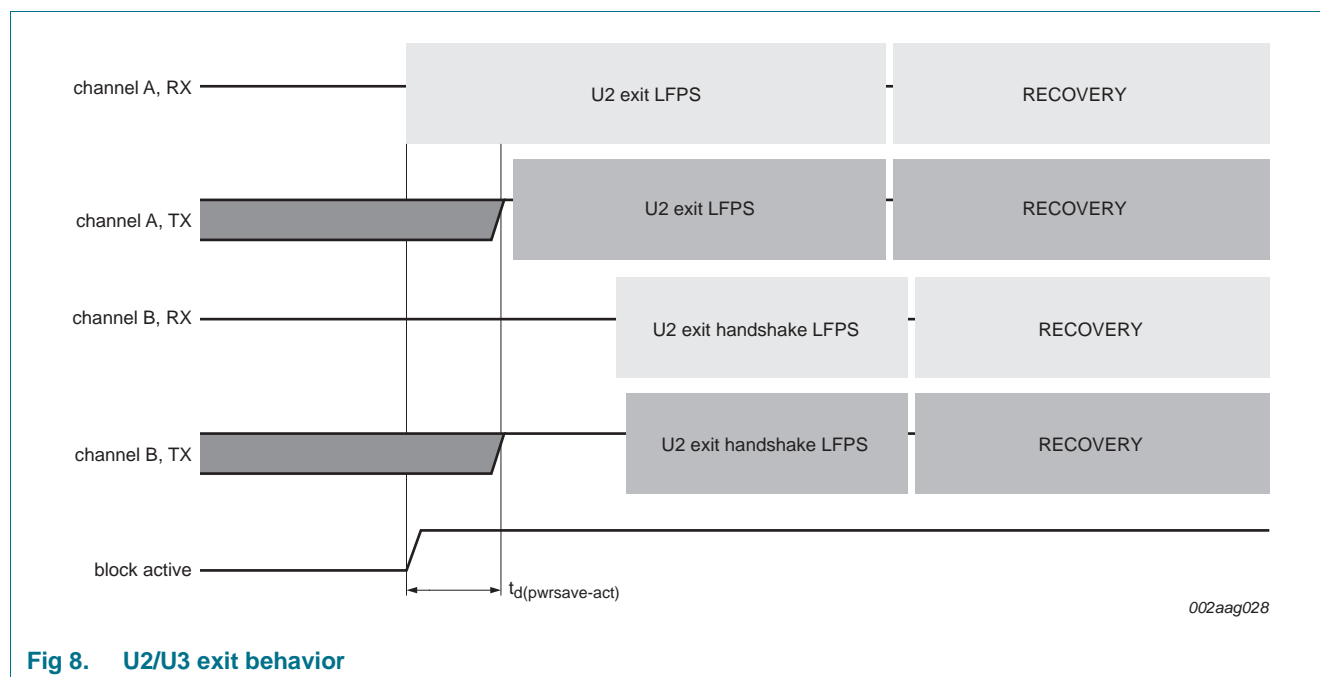 channel A, RX
U2 exit LFPS
RECOVERY
channel A, TX
U2 exit LFPS
RECOVERY
channel B, RX
U2 exit handshake LFPS
RECOVERY
channel B, TX
U2 exit handshake LFPS
RECOVERY
block active
td(pwrsave-act)
002aag028
Fig 8. U2/U3 exit behavior